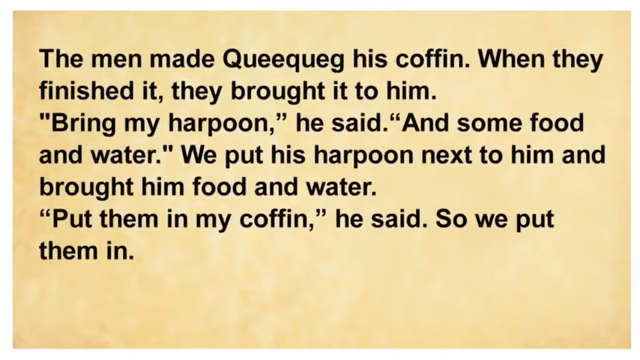 The men made Queequeg his coffin. When they
finished it, they brought it to him.
"Bring my harpoon,” he said.“And some food
and water." We put his harpoon next to him and
brought him food and water.
“Put them in my coffin,” he said. So we put
them in.